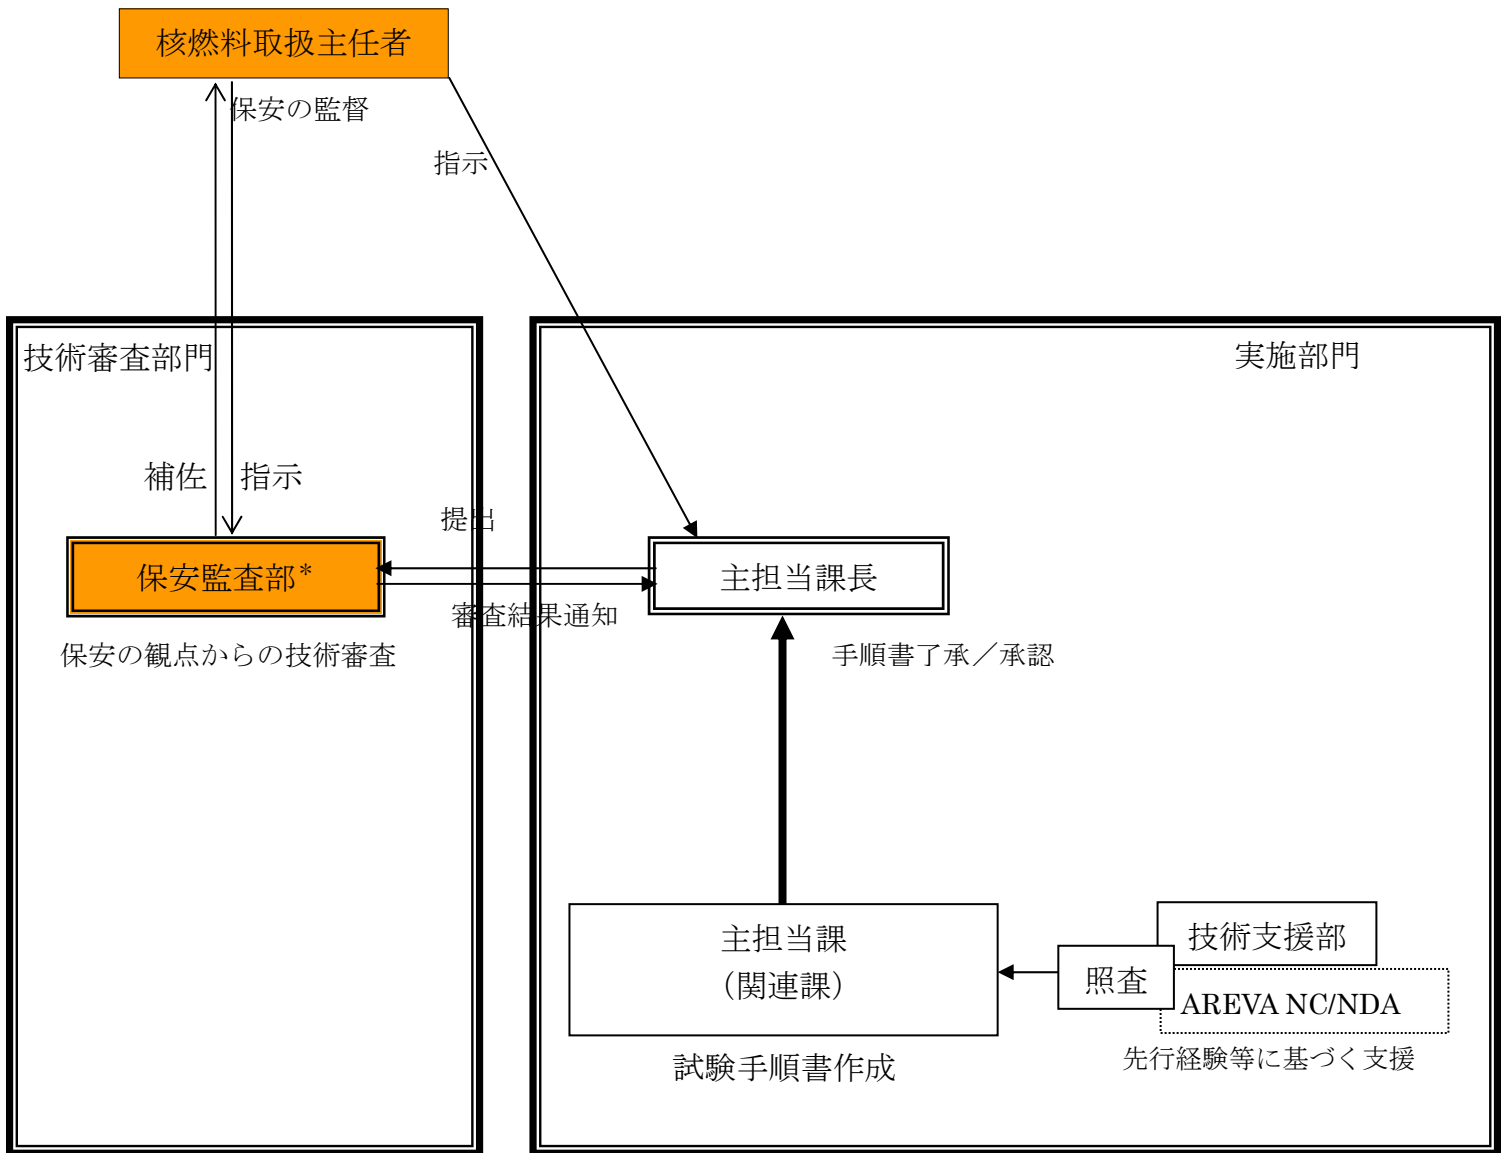 核燃料取扱主任者
保安の監督
指示
技術審査部門
実施部門
補佐
指示
提出
保安監査部*
主担当課長
審査結果通知
保安の観点からの技術審査
手順書了承／承認
主担当課
（関連課）
技術支援部
照査
AREVA NC/NDA
先行経験等に基づく支援
試験手順書作成